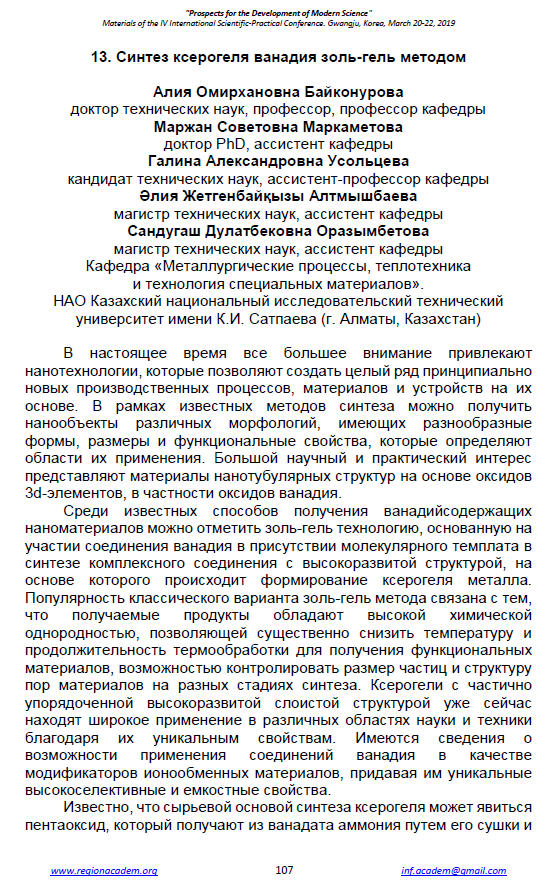 "Prospects for the Development of Modern Science"
Materials of the IV International Scientific-Practical Conference. Gwangju, Korea, March 20-22, 2019
13. Синтез ксерогеля ванадия золь-гель методом
Алия Омирхановна Байконурова
доктор технических наук, профессор, профессор кафедры
Маржан Советовна Маркаметова
доктор PhD, ассистент кафедры
Галина Александровна Усольцева
кандидат технических наук, ассистент-профессор кафедры
Әлия Жетгенбайқызы Алтмышбаева
магистр технических наук, ассистент кафедры
Сандугаш Дулатбековна Оразымбетова
магистр технических наук, ассистент кафедры
Кафедра «Металлургические процессы, теплотехника
и технология специальных материалов».
НАО Казахский национальный исследовательский технический
университет имени К.И. Сатпаева (г. Алматы, Казахстан)
В настоящее время все большее внимание привлекают
нанотехнологии, которые позволяют создать целый ряд принципиально
новых производственных процессов, материалов и устройств на их
основе. В рамках известных методов синтеза можно получить
нанообъекты различных морфологий, имеющих разнообразные
формы, размеры и функциональные свойства, которые определяют
области их применения. Большой научный и практический интерес
представляют материалы нанотубулярных структур на основе оксидов
3d-элементов, в частности оксидов ванадия.
Среди известных способов получения ванадийсодержащих
наноматериалов можно отметить золь-гель технологию, основанную на
участии соединения ванадия в присутствии молекулярного темплата в
синтезе комплексного соединения с высокоразвитой структурой, на
основе которого происходит формирование ксерогеля металла.
Популярность классического варианта золь-гель метода связана с тем,
что получаемые продукты обладают высокой химической
однородностью, позволяющей существенно снизить температуру и
продолжительность термообработки для получения функциональных
материалов, возможностью контролировать размер частиц и структуру
пор материалов на разных стадиях синтеза. Ксерогели с частично
упорядоченной высокоразвитой слоистой структурой уже сейчас
находят широкое применение в различных областях науки и техники
благодаря их уникальным свойствам. Имеются сведения о
возможности применения соединений ванадия в качестве
модификаторов ионообменных материалов, придавая им уникальные
высокоселективные и емкостные свойства.
Известно, что сырьевой основой синтеза ксерогеля может явиться
пентаоксид, который получают из ванадата аммония путем его сушки и
www.regionacadem.org 107 inf.academ@gmail.com